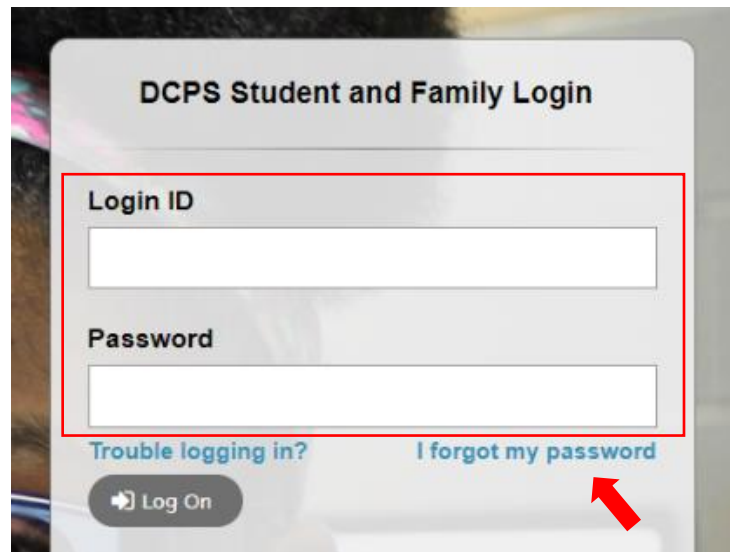 DCPS Student and Family Login
Login ID
Password
Trouble logging in? I forgot my password
Log On